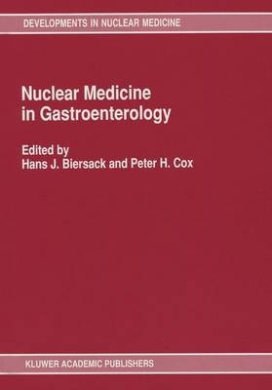 DEVELOPMENTS IN NUCLEAR MEDICINE
Nuclear Medicine
in Gastroenterology
Edited by
Hans J. Biersack and Peter H. Cox
KLUWER ACADEMIC PUBLISHERS